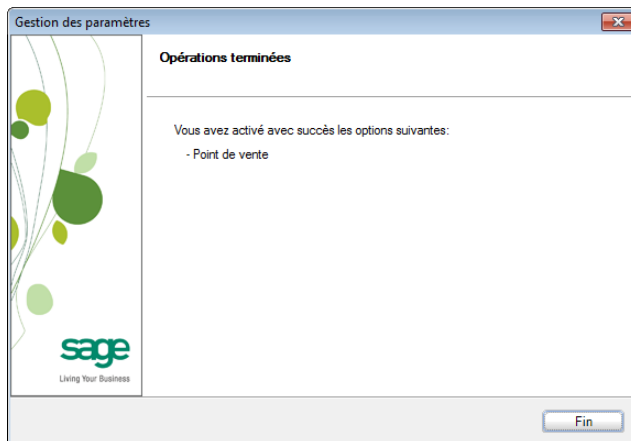 Gestion des paramètres
Opérations terminées
Vous avez activé avec succès les options suivantes:
- Point de vente
sage
Living Your Business
Fin